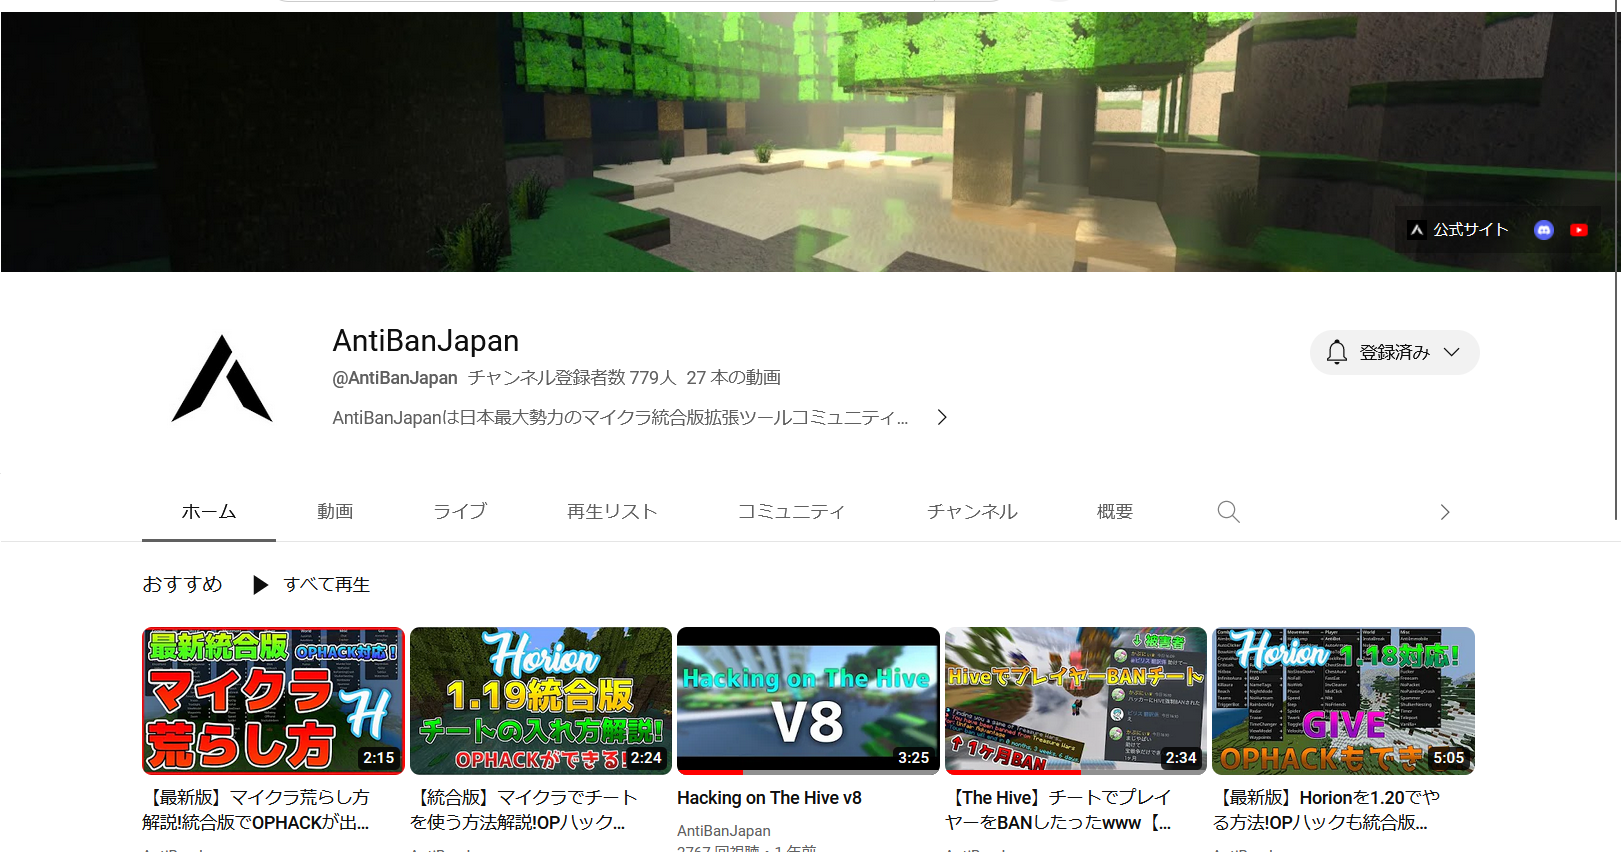 公式サイト
AntiBanJapan
@AntiBanJapan チャンネル登録者数 779人 27 本の動画
AntiBanJapanは日本最大勢力のマイクラ統合版拡張ツールコミュニティ...
登録済み
ホーム 動画 ライブ 再生リスト コミュニティ チャンネル 概要
おすすめ すべて再生
最新統合版
OPHACK対応!
マイクラ
荒らし方
2:15
Horion
1.19統合版
チートの入れ方解説!
OPHACKができる!
2:24
Hacking on The Hive
V8
3:25
↓被害者
HiveでプレイヤーBANチート
↑1ヶ月BAN
2:34
Horion 1.18対応!
GIVE
OPHACKもでき
5:05
【最新版】マイクラ荒らし方
解説!統合版でOPHACKが出...
【統合版】マイクラでチート
を使う方法解説!OPハック...
Hacking on The Hive v8
AntiBanJapan
2767 回視聴・1 年前
【The Hive】チートでプレイ
ヤーをBANしたったwww【...
【最新版】Horionを1.20でや
る方法!OPハックも統合版...